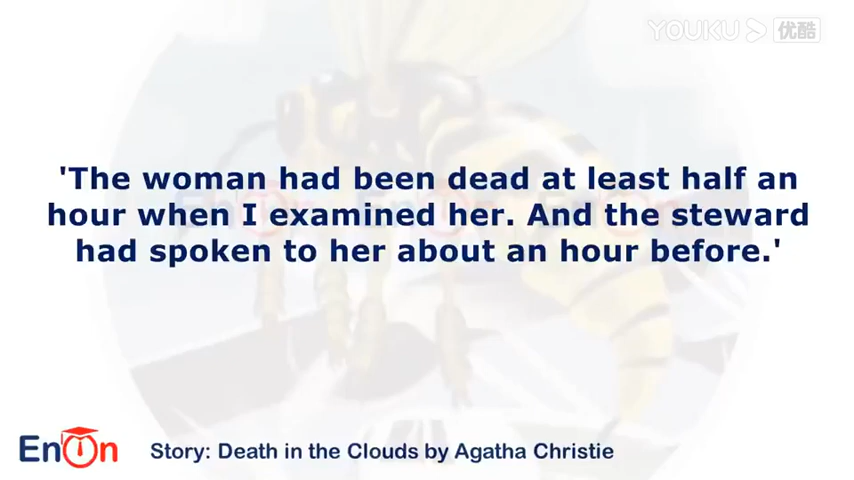 YOUKU 优酷
'The woman had been dead at least half an
hour when I examined her. And the steward
had spoken to her about an hour before.'
EnOn Story: Death in the Clouds by Agatha Christie